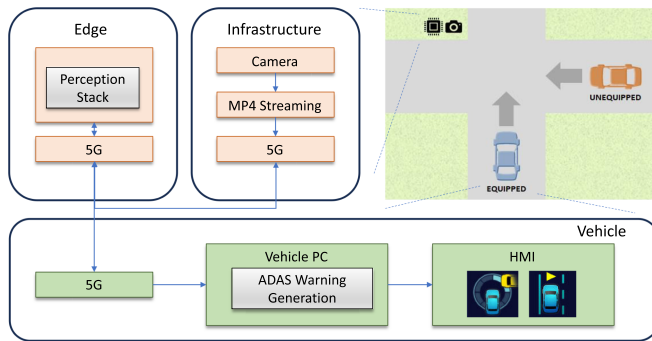 Edge
Perception
Stack
5G
Infrastructure
Camera
MP4 Streaming
5G
UNEQUIPPED
EQUIPPED
Vehicle
5G
Vehicle PC
ADAS Warning
Generation
HMI